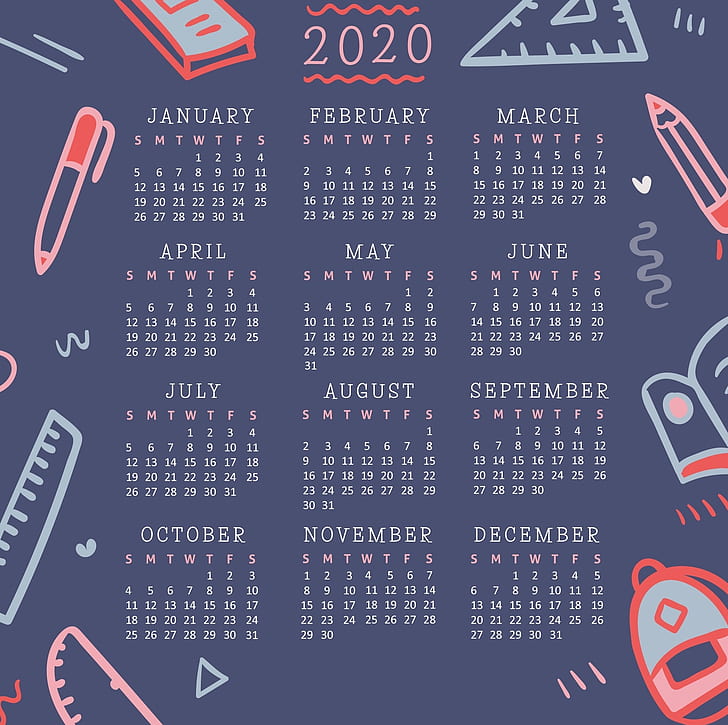 2020
JANUARY
S M T W T F S
1 2 3 4
5 6 7 8 9 10 11
12 13 14 15 16 17 18
19 20 21 22 23 24 25
26 27 28 29 30 31
FEBRUARY
S M T W T F S
1
2 3 4 5 6 7 8
9 10 11 12 13 14 15
16 17 18 19 20 21 22
23 24 25 26 27 28 29
MARCH
S M T W T F S
1 2 3 4 5 6 7
8 9 10 11 12 13 14
15 16 17 18 19 20 21
22 23 24 25 26 27 28
29 30 31
APRIL
S M T W T F S
1 2 3 4
5 6 7 8 9 10 11
12 13 14 15 16 17 18
19 20 21 22 23 24 25
26 27 28 29 30
MAY
S M T W T F S
1 2
3 4 5 6 7 8 9
10 11 12 13 14 15 16
17 18 19 20 21 22 23
24 25 26 27 28 29 30
31
JUNE
S M T W T F S
1 2 3 4 5 6
7 8 9 10 11 12 13
14 15 16 17 18 19 20
21 22 23 24 25 26 27
28 29 30
JULY
S M T W T F S
1 2 3 4
5 6 7 8 9 10 11
12 13 14 15 16 17 18
19 20 21 22 23 24 25
26 27 28 29 30 31
AUGUST
S M T W T F S
1
2 3 4 5 6 7 8
9 10 11 12 13 14 15
16 17 18 19 20 21 22
23 24 25 26 27 28 29
30 31
SEPTEMBER
S M T W T F S
1 2 3 4 5
6 7 8 9 10 11 12
13 14 15 16 17 18 19
20 21 22 23 24 25 26
27 28 29 30
OCTOBER
S M T W T F S
1 2 3
4 5 6 7 8 9 10
11 12 13 14 15 16 17
18 19 20 21 22 23 24
25 26 27 28 29 30 31
NOVEMBER
S M T W T F S
1 2 3 4 5 6 7
8 9 10 11 12 13 14
15 16 17 18 19 20 21
22 23 24 25 26 27 28
29 30
DECEMBER
S M T W T F S
1 2 3 4 5
6 7 8 9 10 11 12
13 14 15 16 17 18 19
20 21 22 23 24 25 26
27 28 29 30 31